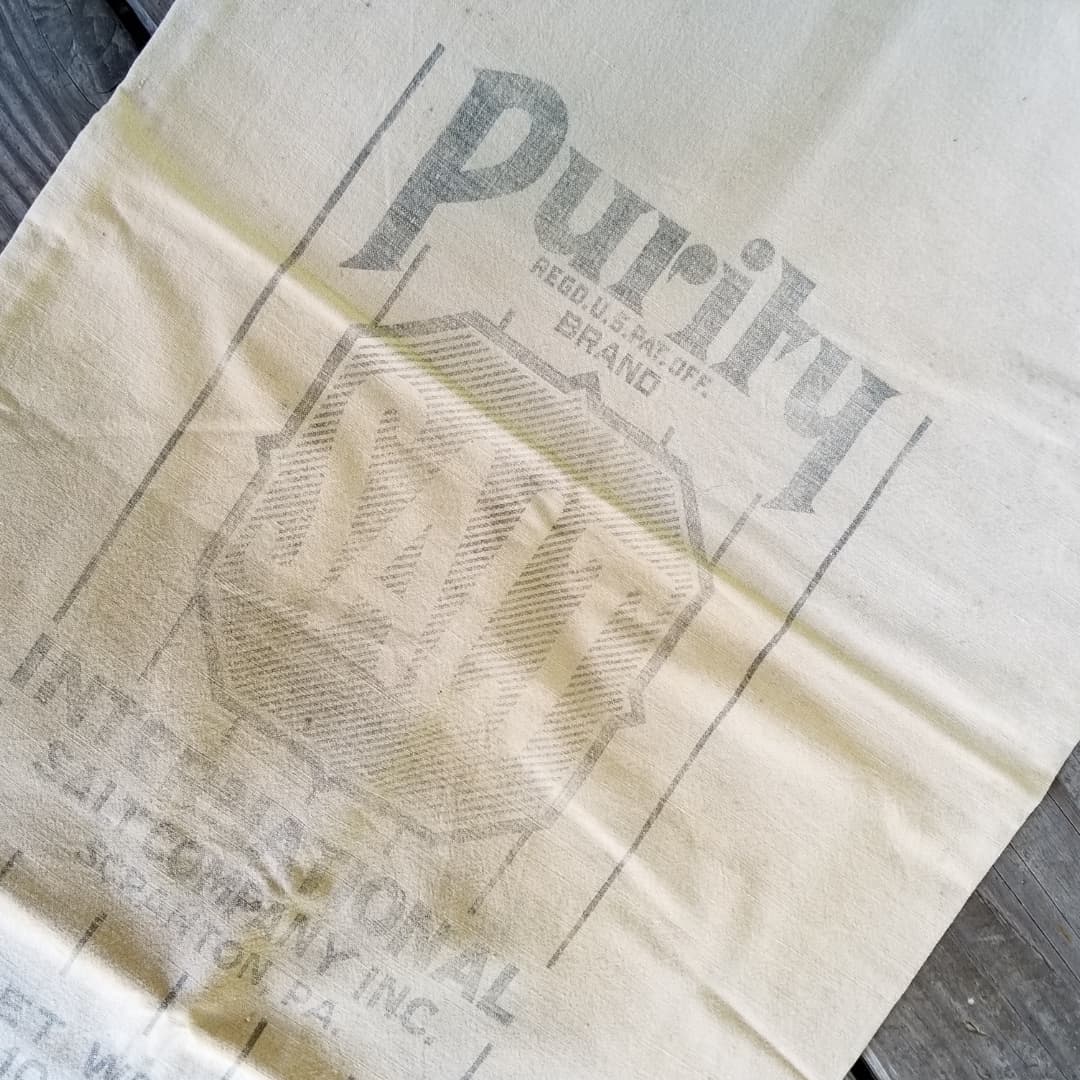 Purity
REGD.U.S.PAT.OFF.
BRAND
SALT
INTERNATIONAL
SALT COMPANY INC.
SCRANTON PA.